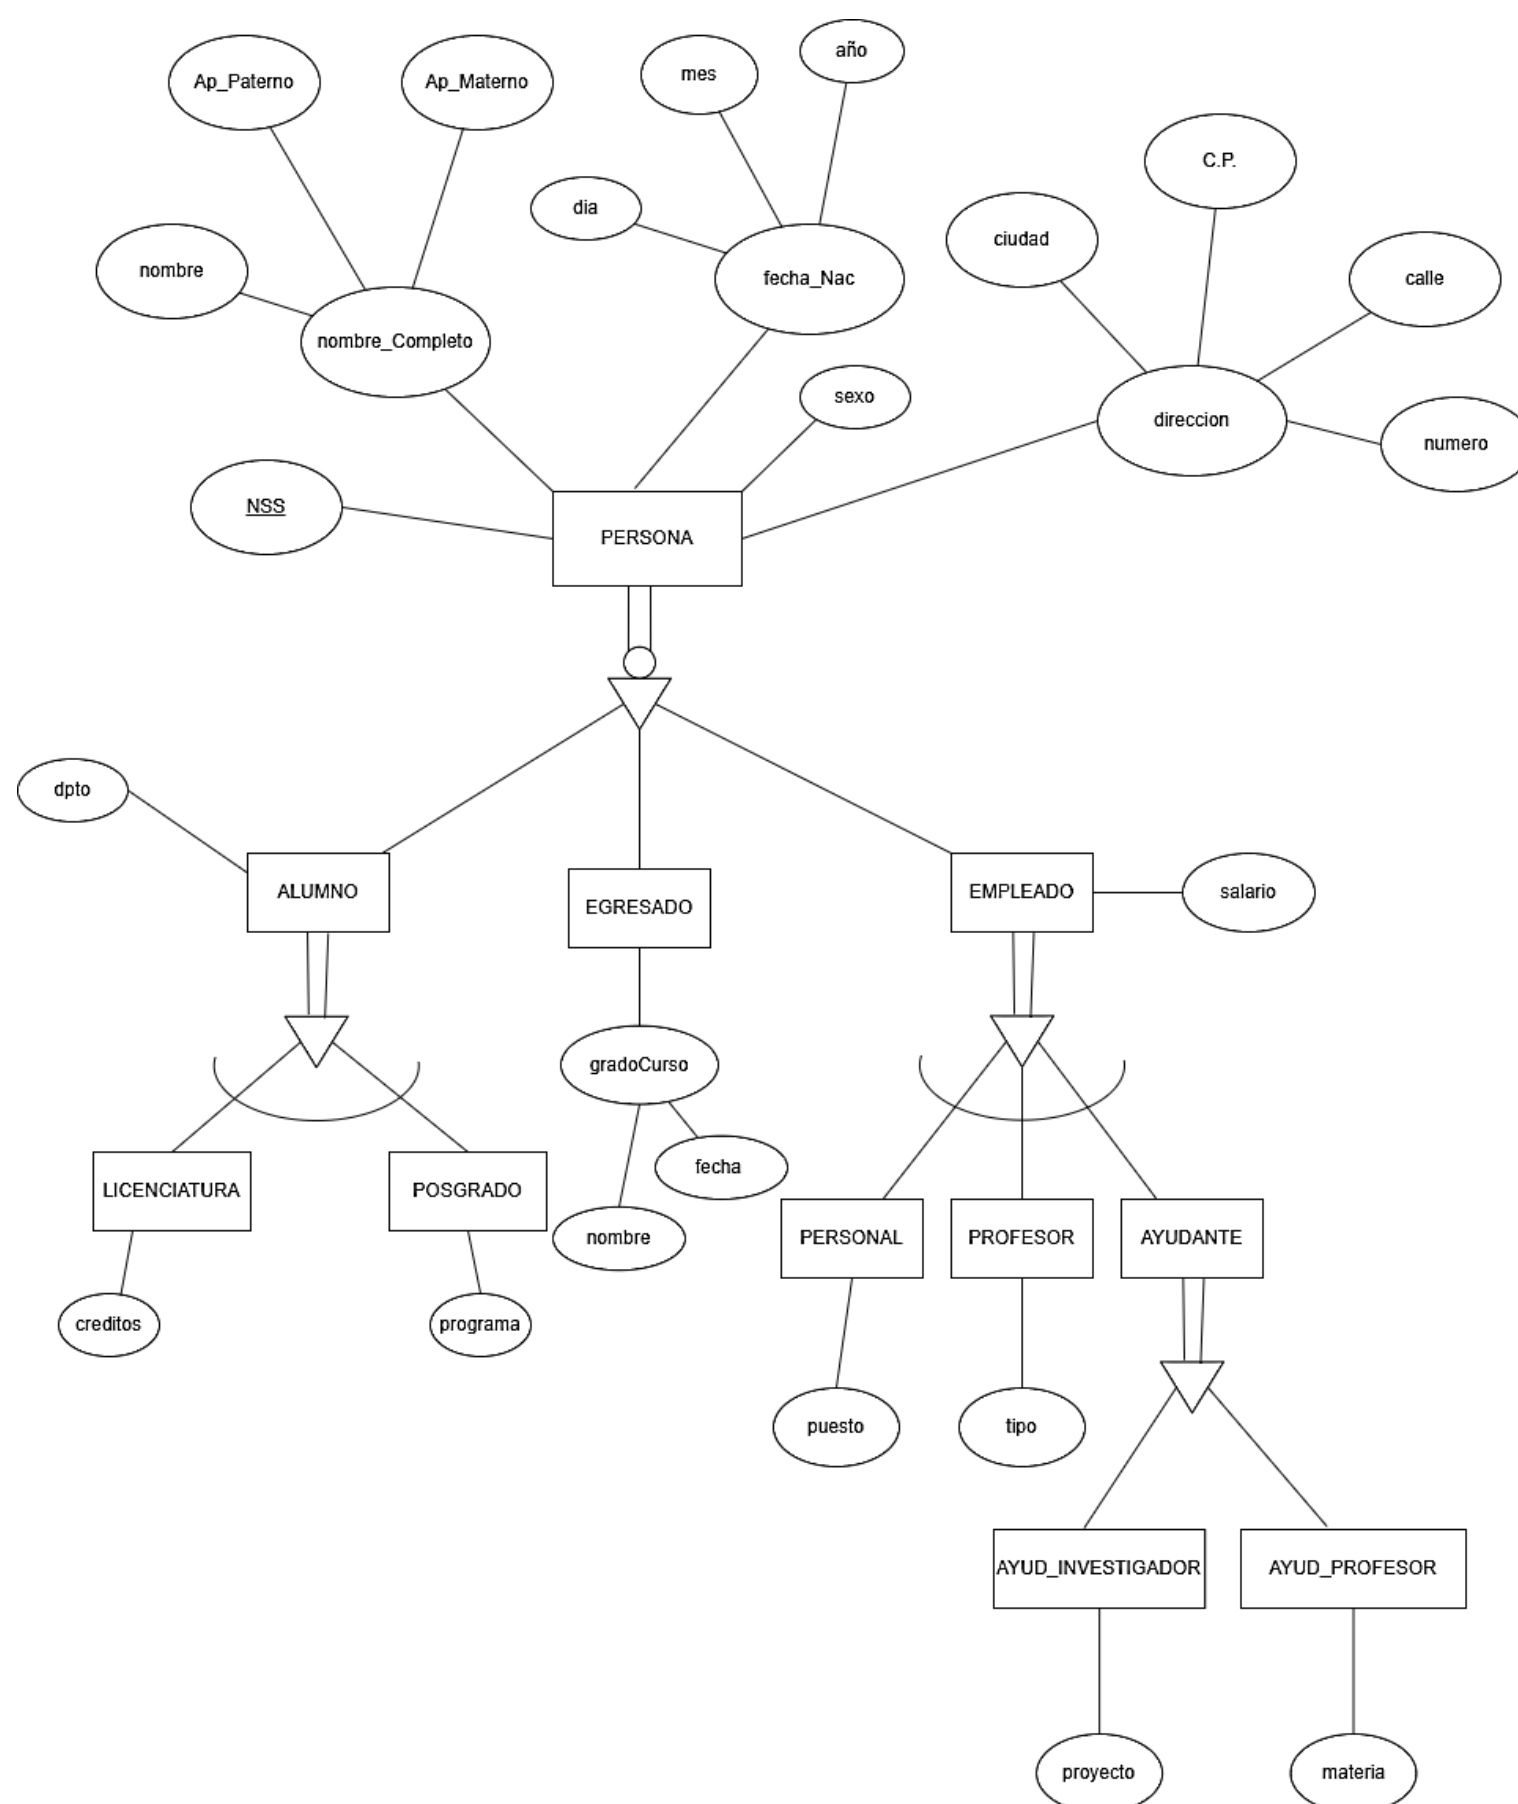 año
mes
Ap_Paterno
Ap_Materno
C.P.
dia
ciudad
nombre
fecha_Nac
calle
nombre_Completo
sexo
direccion
numero
NSS
PERSONA
dpto
ALUMNO
EGRESADO
EMPLEADO
salario
gradoCurso
fecha
LICENCIATURA
POSGRADO
nombre
PERSONAL
PROFESOR
AYUDANTE
creditos
programa
puesto
tipo
AYUD_INVESTIGADOR
AYUD_PROFESOR
proyecto
materia